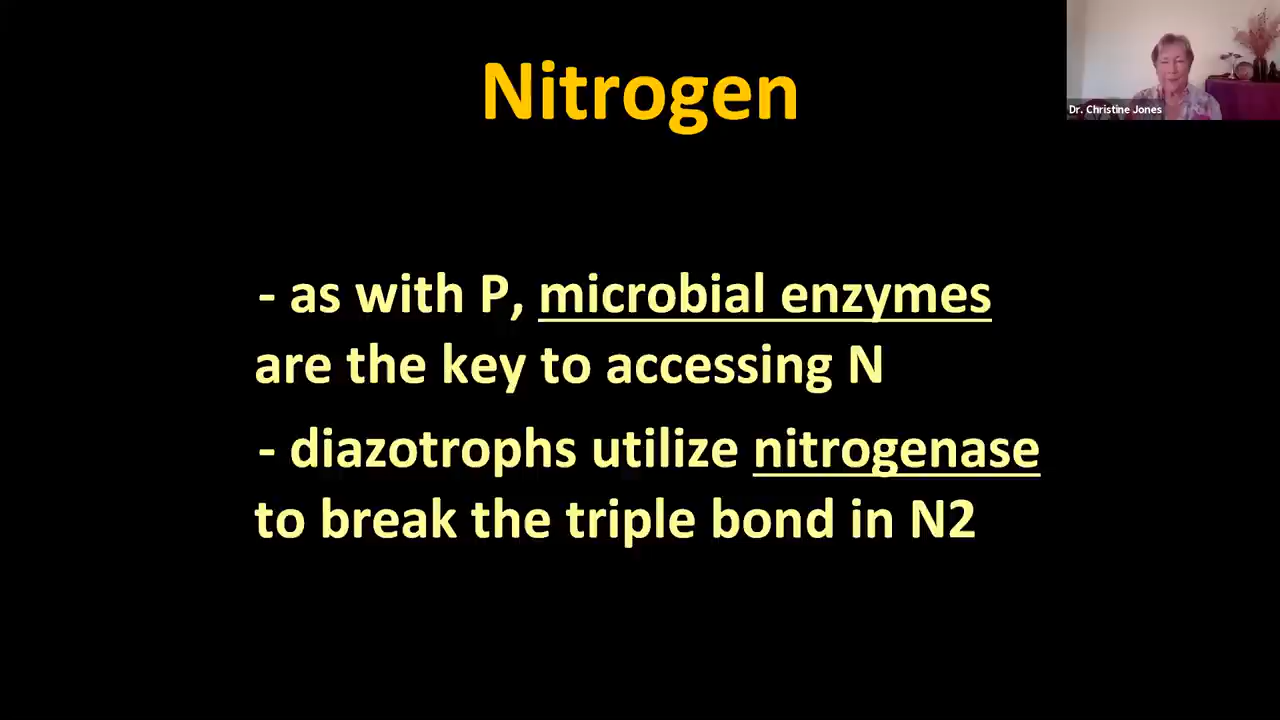 Nitrogen
Dr. Christine Jones
- as with P, microbial enzymes
are the key to accessing N
- diazotrophs utilize nitrogenase
to break the triple bond in N2